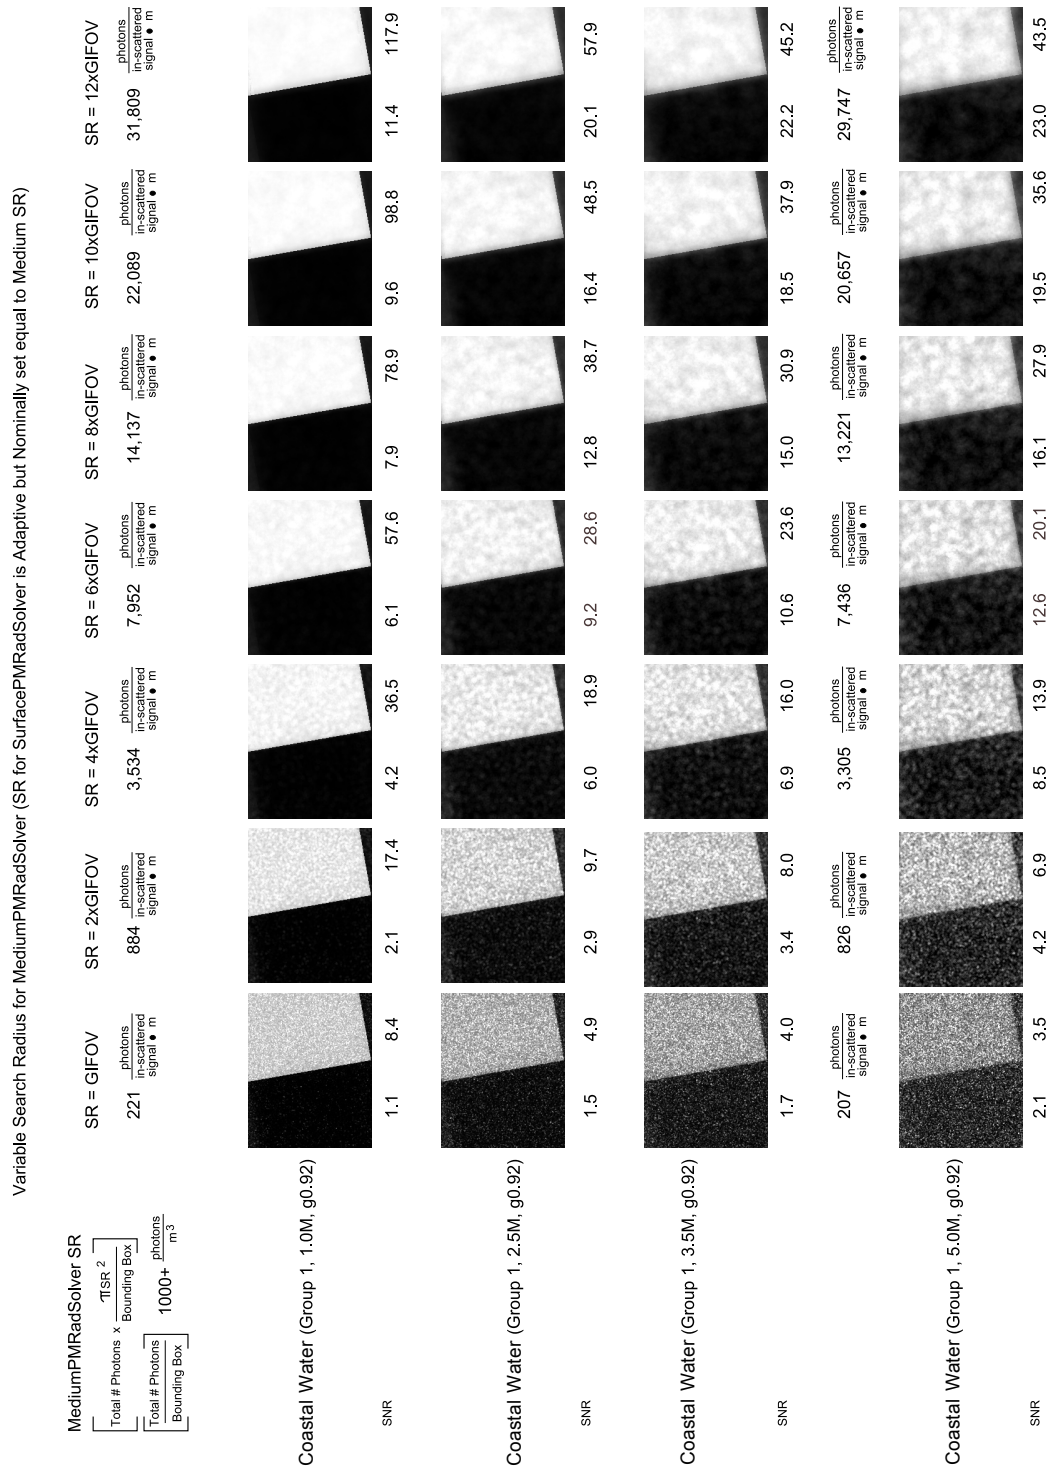 Variable Search Radius for MediumPMRadSolver (SR for SurfacePMRadSolver is Adaptive but Nominally set equal to Medium SR)
MediumPMRadSolver SR
SR = GIFOV
SR = 2xGIFOV
SR = 4xGIFOV
SR = 6xGIFOV
SR = 8xGIFOV
SR = 10xGIFOV
SR = 12xGIFOV
Total # Photons x πSR 2
Bounding Box
Total # Photons
Bounding Box
1000+ photons
m 3
221 photons
in-scattered
signal ● m
884 photons
in-scattered
signal ● m
3,534 photons
in-scattered
signal ● m
7,952 photons
in-scattered
signal ● m
14,137 photons
in-scattered
signal ● m
22,089 photons
in-scattered
signal ● m
31,809 photons
in-scattered
signal ● m
Coastal Water (Group 1, 1.0M, g0.92)
SNR 1.1 8.4 2.1 17.4 4.2 36.5 6.1 57.6 7.9 78.9 9.6 98.8 11.4 117.9
Coastal Water (Group 1, 2.5M, g0.92)
SNR 1.5 4.9 2.9 9.7 6.0 18.9 9.2 28.6 12.8 38.7 16.4 48.5 20.1 57.9
Coastal Water (Group 1, 3.5M, g0.92)
SNR 1.7 4.0 3.4 8.0 6.9 16.0 10.6 23.6 15.0 30.9 18.5 37.9 22.2 45.2
207 photons
in-scattered
signal ● m
826 photons
in-scattered
signal ● m
3,305 photons
in-scattered
signal ● m
7,436 photons
in-scattered
signal ● m
13,221 photons
in-scattered
signal ● m
20,657 photons
in-scattered
signal ● m
29,747 photons
in-scattered
signal ● m
Coastal Water (Group 1, 5.0M, g0.92)
SNR 2.1 3.5 4.2 6.9 8.5 13.9 12.6 20.1 16.1 27.9 19.5 35.6 23.0 43.5